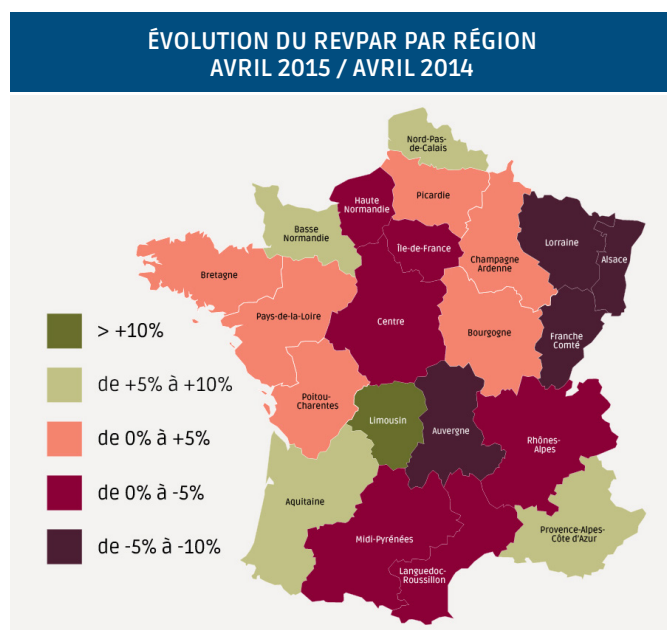 ÉVOLUTION DU REVPAR PAR RÉGION
AVRIL 2015 / AVRIL 2014
Nord-Pas-
de-Calais
Picardie
Haute
Normandie
Basse
Normandie
Île-de-France
Champagne
Ardenne
Lorraine
Alsace
Bretagne
Pays-de-la-Loire
Centre
Bourgogne
Franche
Comté
Poitou-
Charentes
Limousin
Auvergne
Rhônes-
Alpes
Aquitaine
Midi-Pyrénées
Languedoc-
Roussillon
Provence-Alpes-
Côte d'Azur
> +10%
de +5% à +10%
de 0% à +5%
de 0% à -5%
de -5% à -10%